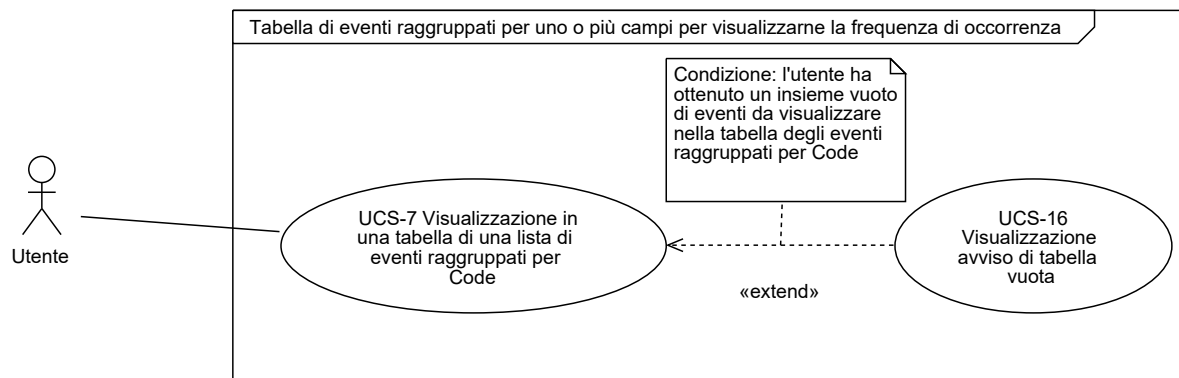 Tabella di eventi raggruppati per uno o più campi per visualizzarne la frequenza di occorrenza
Condizione: l'utente ha
ottenuto un insieme vuoto
di eventi da visualizzare
nella tabella degli eventi
raggruppati per Code
Utente
UCS-7 Visualizzazione in
una tabella di una lista di
eventi raggruppati per
Code
«extend»
UCS-16
Visualizzazione
avviso di tabella
vuota